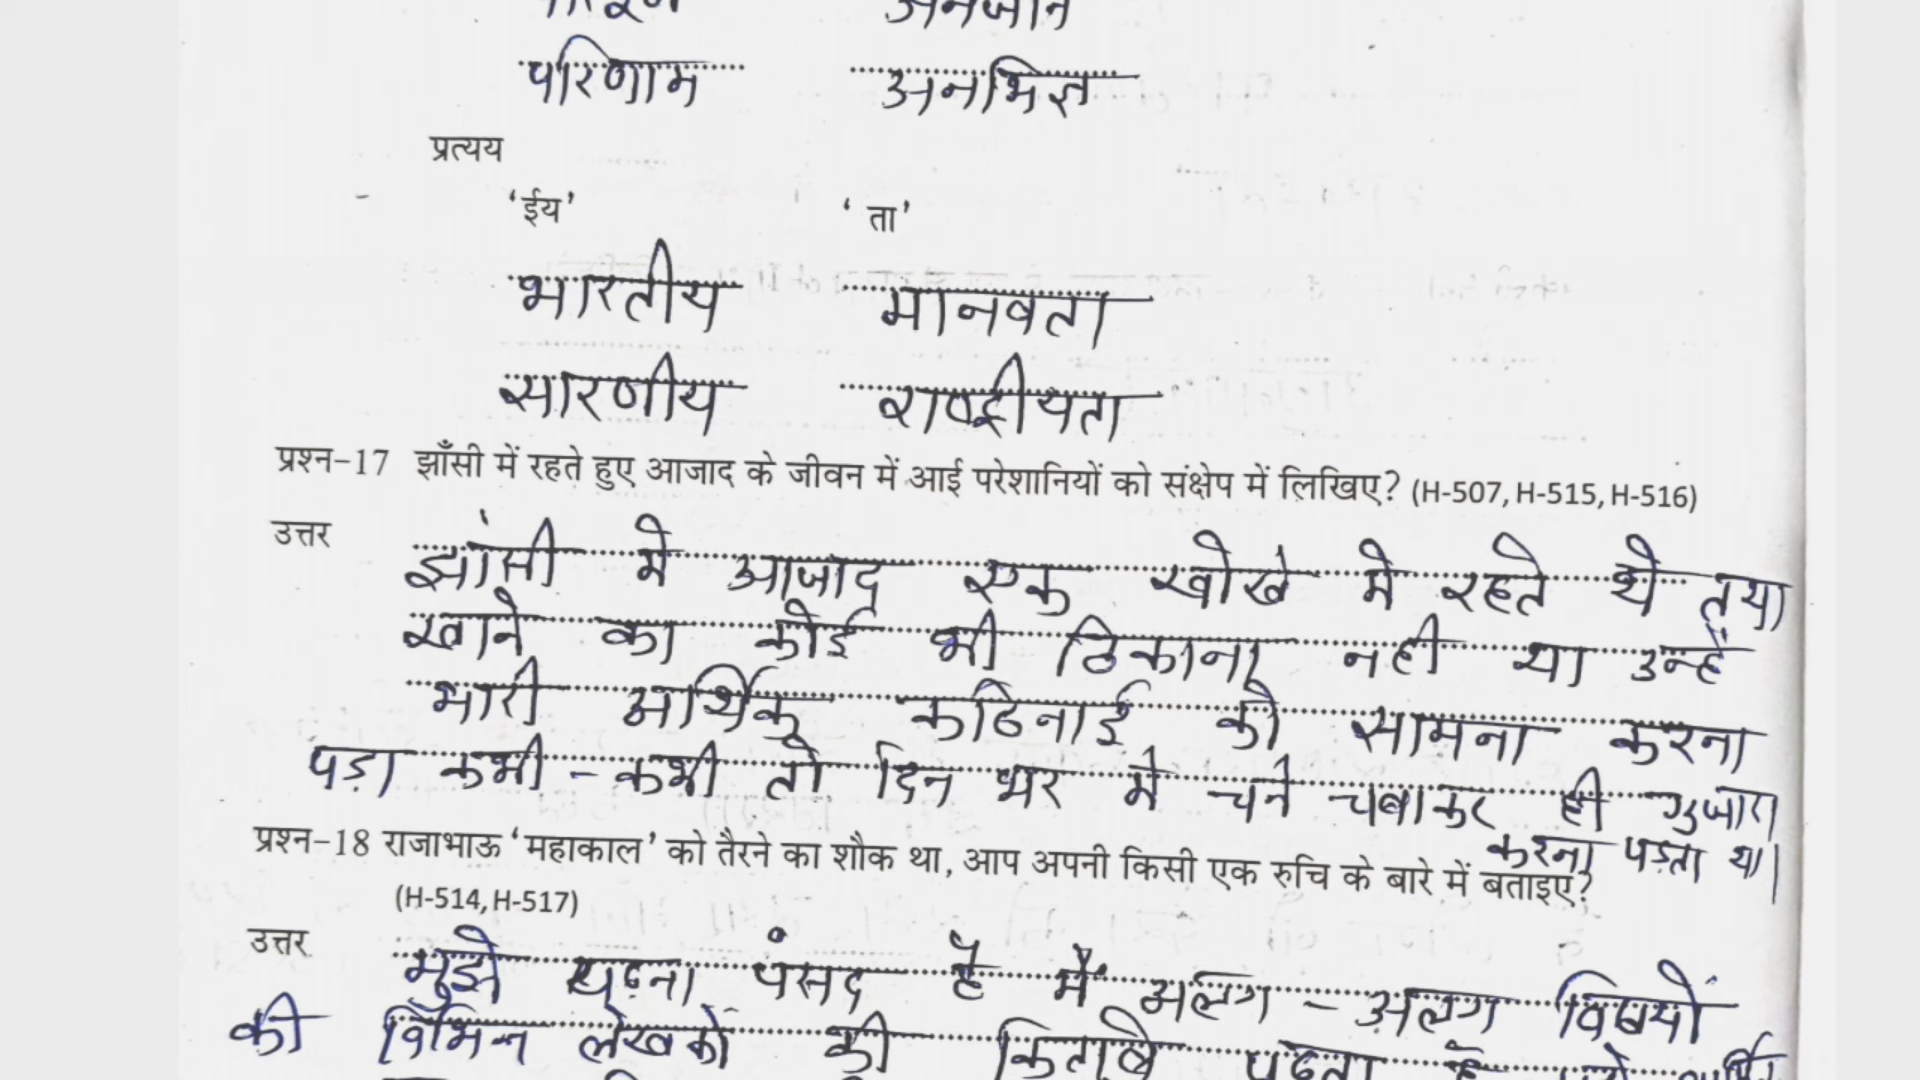 अनजान
परिणाम अनभिज्ञ
प्रत्यय
‘ईय’ ‘ ता’
भारतीय मानवता
सारणीय राष्ट्रीयता
प्रश्न-17 झाँसी में रहते हुए आजाद के जीवन में आई परेशानियों को संक्षेप में लिखिए? (H-507, H-515, H-516)
उत्तर झांसी मे आजाद एक खोखे मे रहते थे तथा
खाने का कोई भी ठिकाना नही था उन्हें
भारी आर्थिक कठिनाई को सामना करना
पड़ा कभी - कभी तो दिन भर मे चने चबाकर ही गुजारा
करना पड़ता था।
प्रश्न-18 राजाभाऊ ‘महाकाल’ को तैरने का शौक था, आप अपनी किसी एक रुचि के बारे में बताइए?
(H-514, H-517)
उत्तर मुझे पढ़ना पंसद है मैं अलग - अलग विषयों
की विभिन्न लेखको की किताबे पढ़ता